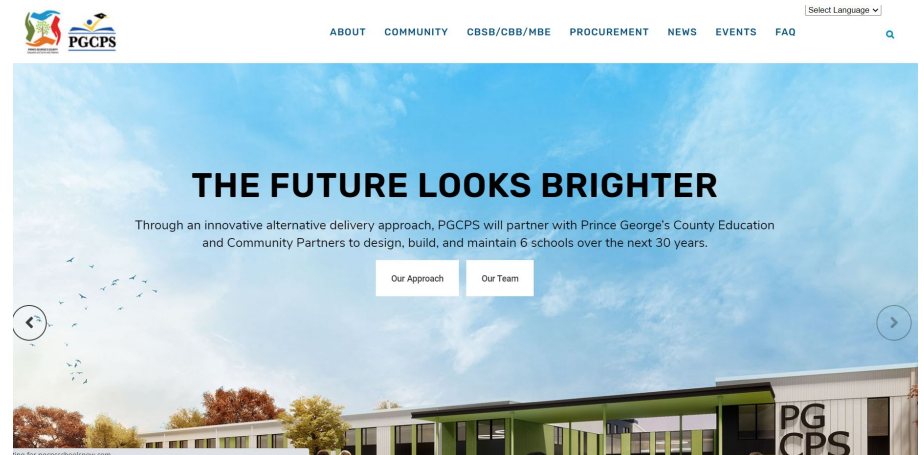 Select Language
PGCPS
ABOUT COMMUNITY CBSB/CBB/MBE PROCUREMENT NEWS EVENTS FAQ
THE FUTURE LOOKS BRIGHTER
Through an innovative alternative delivery approach, PGCPS will partner with Prince George's County Education
and Community Partners to design, build, and maintain 6 schools over the next 30 years.
Our Approach Our Team
PG
CPS